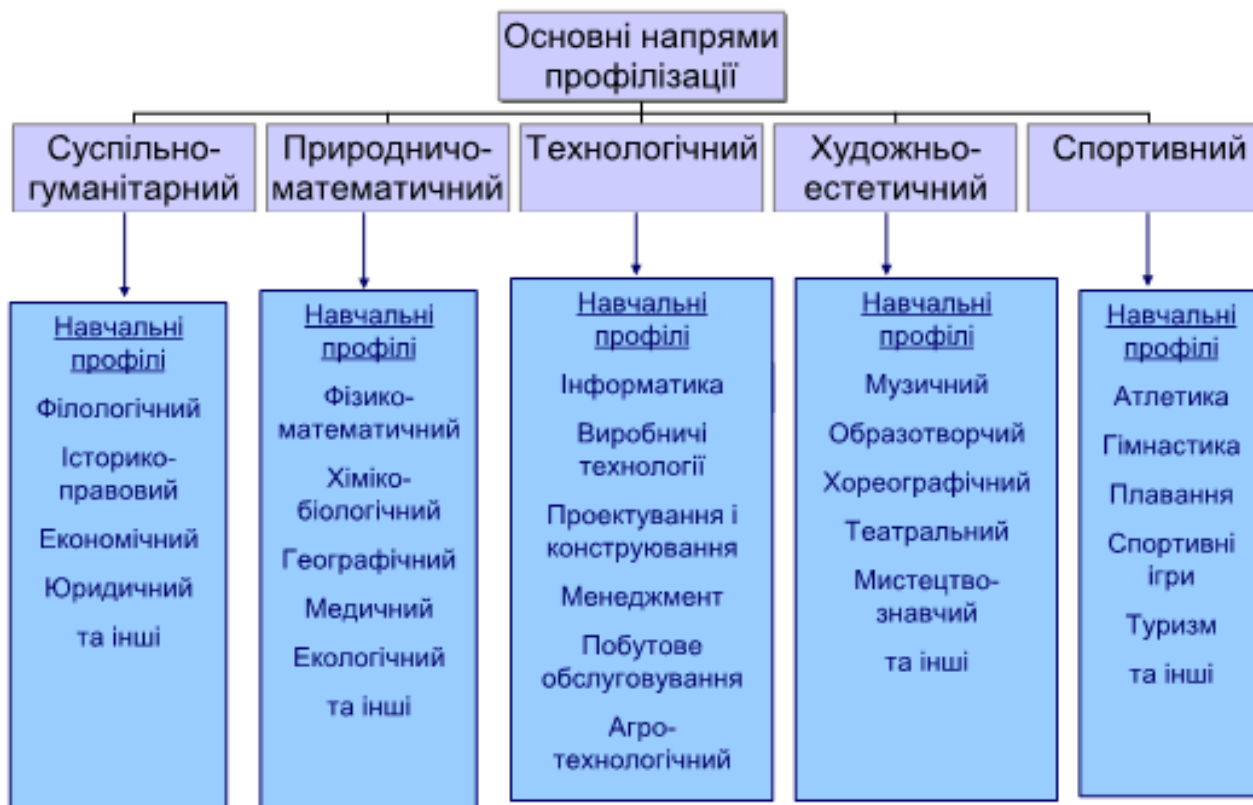 Основні напрями
профілізації
Суспільно-
гуманітарний
Природничо-
математичний
Технологічний
Художньо-
естетичний
Спортивний
Навчальні
профілі
Філологічний
Історико-
правовий
Економічний
Юридичний
та інші
Навчальні
профілі
Фізико-
математичний
Хіміко-
біологічний
Географічний
Медичний
Екологічний
та інші
Навчальні
профілі
Інформатика
Виробничі
технології
Проектування і
конструювання
Менеджмент
Побутове
обслуговування
Агро-
технологічний
Навчальні
профілі
Музичний
Образотворчий
Хореографічний
Театральний
Мистецтво-
знавчий
та інші
Навчальні
профілі
Атлетика
Гімнастика
Плавання
Спортивні
ігри
Туризм
та інші